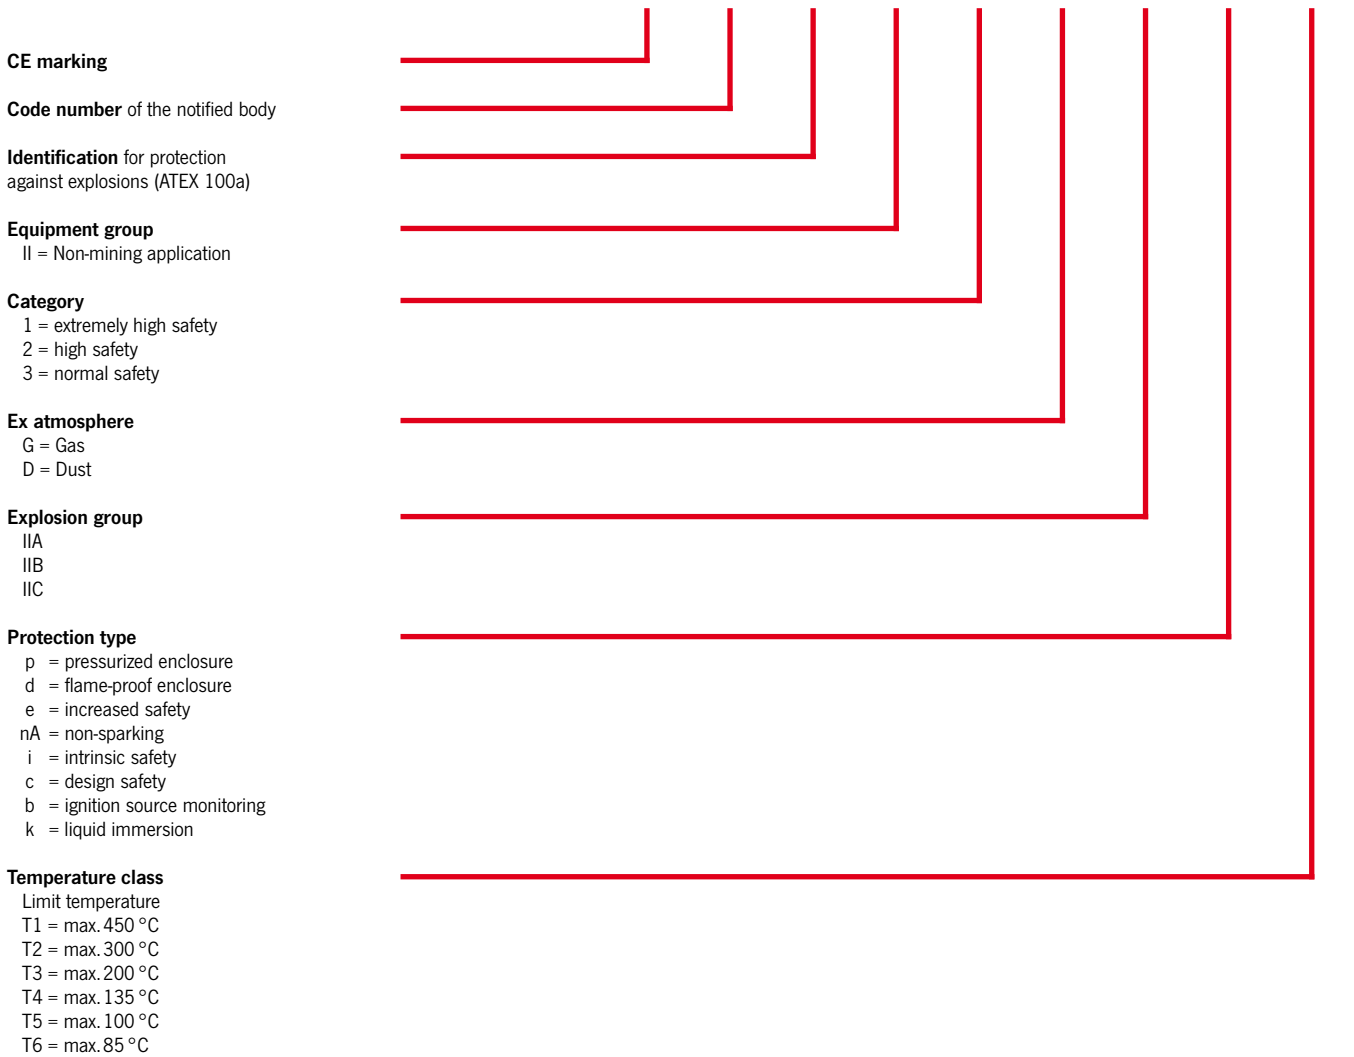 CE marking
Code number of the notified body
Identification for protection
against explosions (ATEX 100a)
Equipment group
II = Non-mining application
Category
1 = extremely high safety
2 = high safety
3 = normal safety
Ex atmosphere
G = Gas
D = Dust
Explosion group
IIA
IIB
IIC
Protection type
p = pressurized enclosure
d = flame-proof enclosure
e = increased safety
nA = non-sparking
i = intrinsic safety
c = design safety
b = ignition source monitoring
k = liquid immersion
Temperature class
Limit temperature
T1 = max. 450 °C
T2 = max. 300 °C
T3 = max. 200 °C
T4 = max. 135 °C
T5 = max. 100 °C
T6 = max. 85 °C